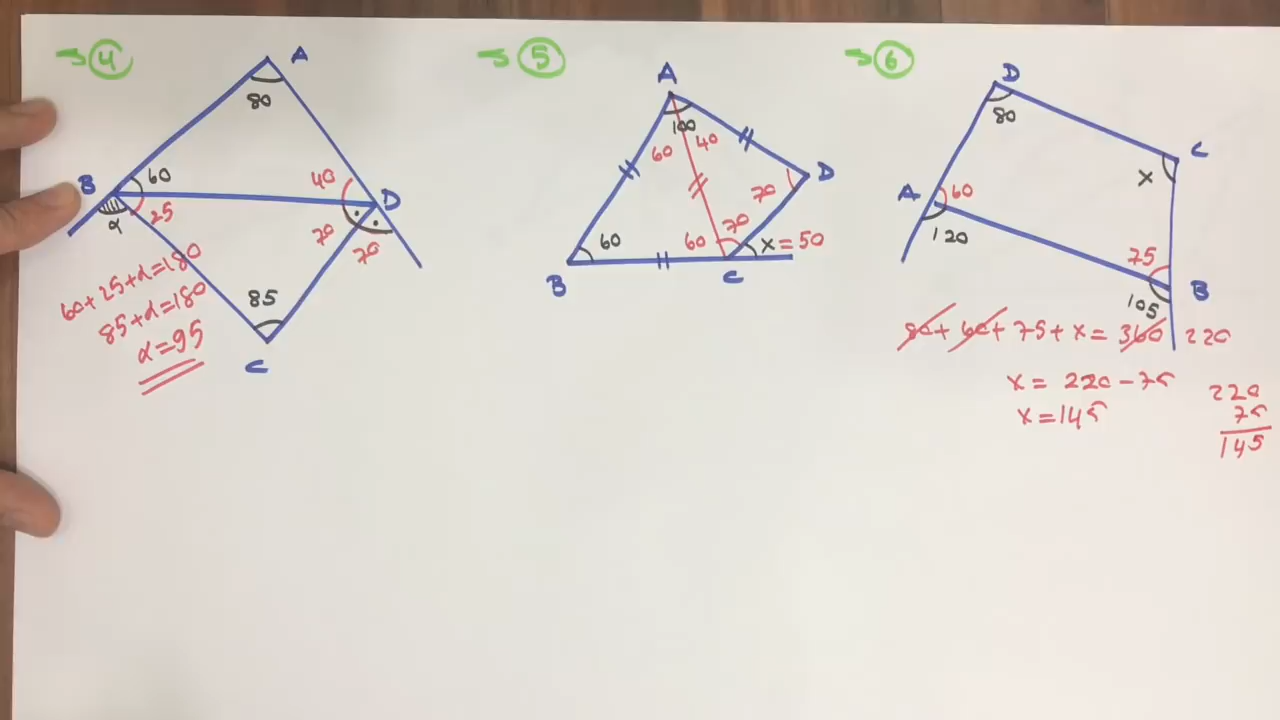 → 4
A
80
B
60
40
D
α
25
70
70
60+25+α=180
85+α=180
α=95
85
C
→ 5
A
100
60
40
D
70
60
60
70
x=50
B
C
→ 6
D
80
C
x
A
60
120
75
B
105
80+60+75+x=360 220
x=220-75
x=145
220
75
145